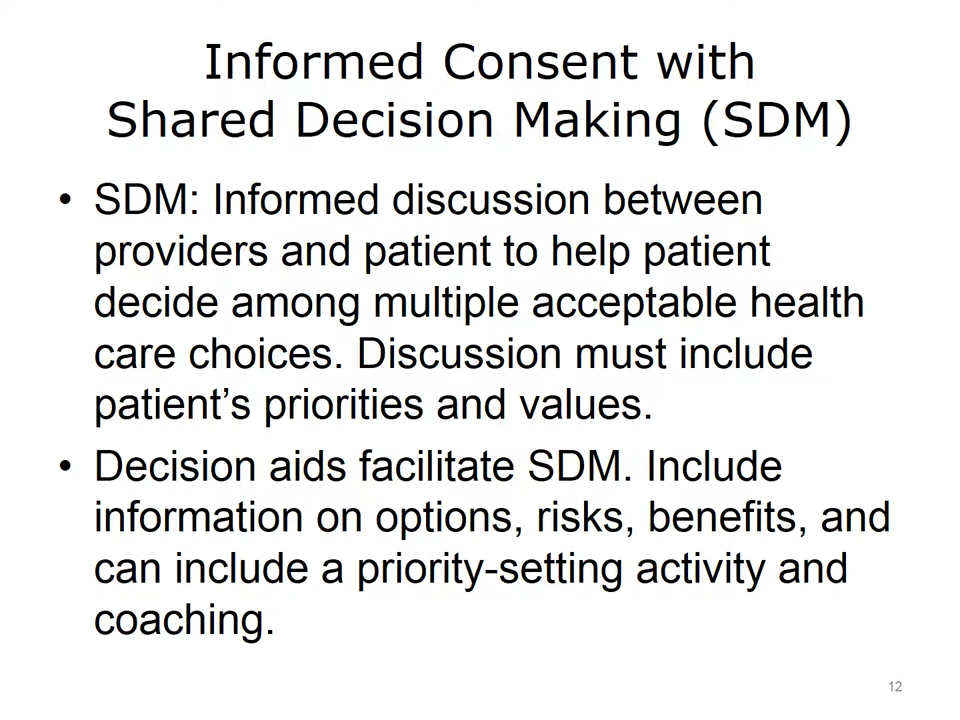 Informed Consent with
Shared Decision Making (SDM)
• SDM: Informed discussion between
providers and patient to help patient
decide among multiple acceptable health
care choices. Discussion must include
patient’s priorities and values.
• Decision aids facilitate SDM. Include
information on options, risks, benefits, and
can include a priority-setting activity and
coaching.
12